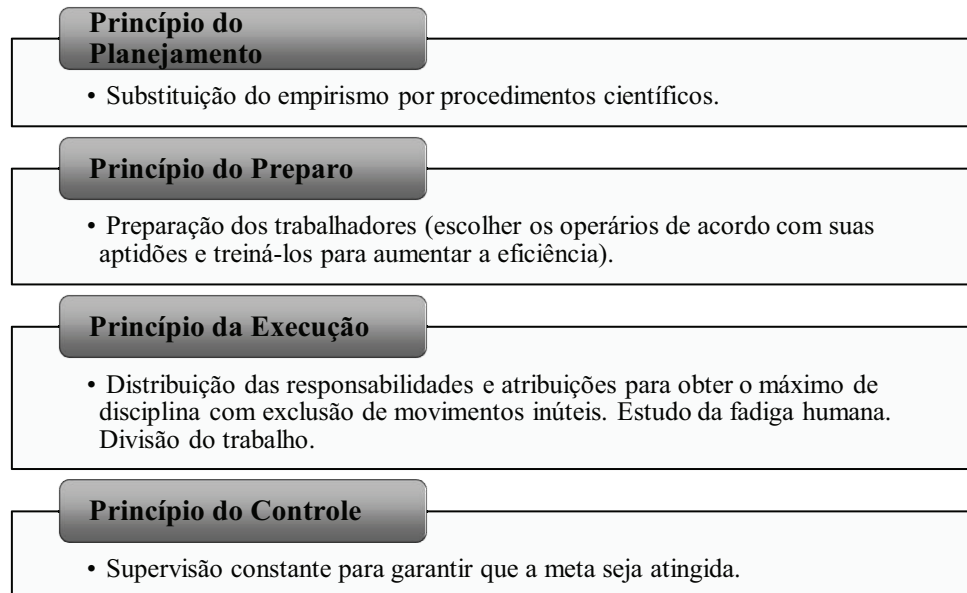 Princípio do
Planejamento
• Substituição do empirismo por procedimentos científicos.
Princípio do Preparo
• Preparação dos trabalhadores (escolher os operários de acordo com suas
aptidões e treiná-los para aumentar a eficiência).
Princípio da Execução
• Distribuição das responsabilidades e atribuições para obter o máximo de
disciplina com exclusão de movimentos inúteis. Estudo da fadiga humana.
Divisão do trabalho.
Princípio do Controle
• Supervisão constante para garantir que a meta seja atingida.